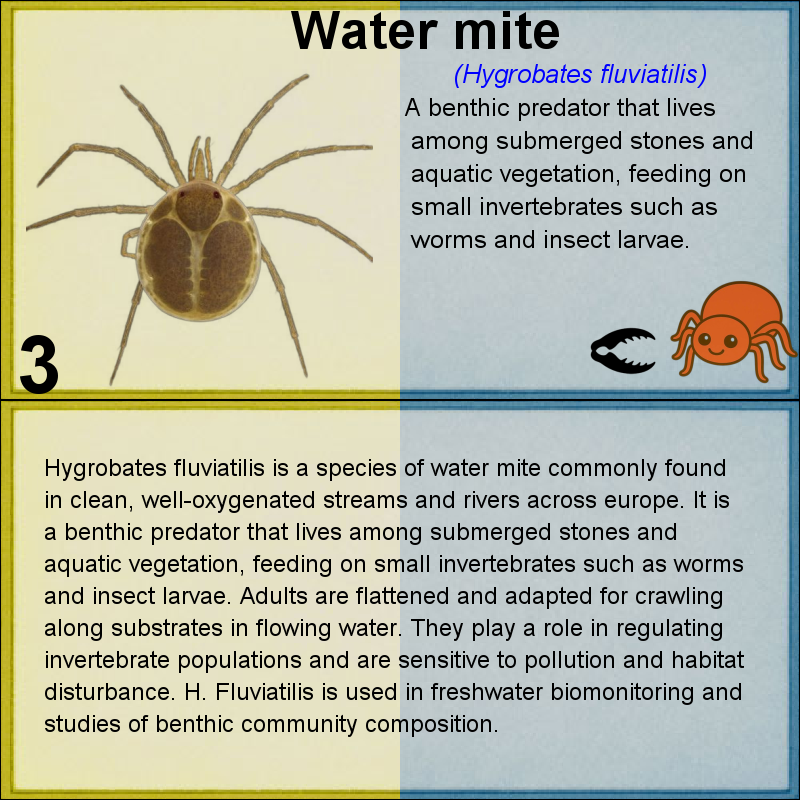 Water mite
(Hygrobates fluviatilis)
A benthic predator that lives
among submerged stones and
aquatic vegetation, feeding on
small invertebrates such as
worms and insect larvae.
3
Hygrobates fluviatilis is a species of water mite commonly found
in clean, well-oxygenated streams and rivers across europe. It is
a benthic predator that lives among submerged stones and
aquatic vegetation, feeding on small invertebrates such as worms
and insect larvae. Adults are flattened and adapted for crawling
along substrates in flowing water. They play a role in regulating
invertebrate populations and are sensitive to pollution and habitat
disturbance. H. Fluviatilis is used in freshwater biomonitoring and
studies of benthic community composition.